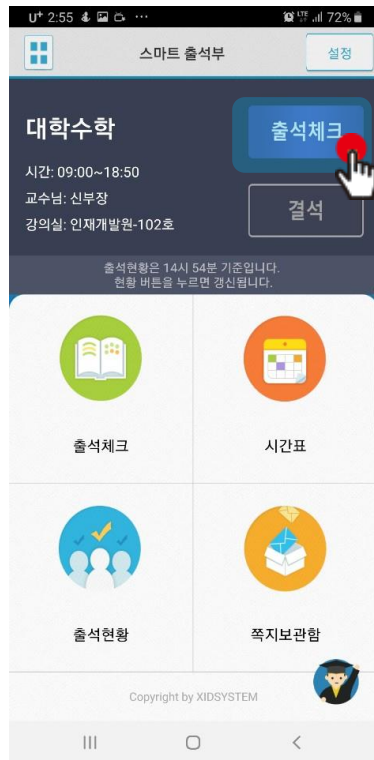 U+ 2:55
LTE 72%
스마트 출석부
설정
대학수학
출석체크
시간: 09:00~18:50
교수님: 신부장
강의실: 인재개발원-102호
결석
출석현황은 14시 54분 기준입니다.
현황 버튼을 누르면 갱신됩니다.
출석체크
시간표
출석현황
쪽지보관함
Copyright by XIDSYSTEM